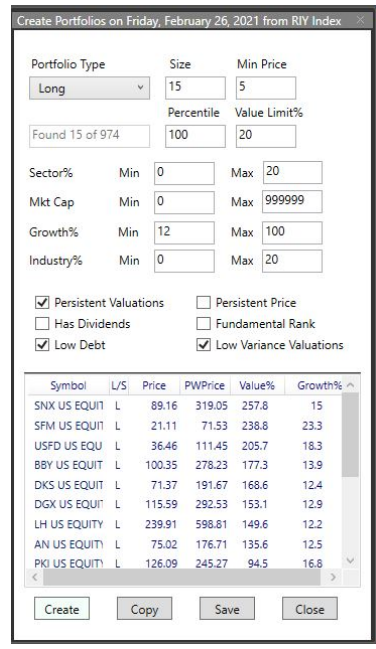 Create Portfolios on Friday, February 26, 2021 from RIY Index
Portfolio Type Size Min Price
Long 15 5
Percentile Value Limit%
Found 15 of 974 100 20
Sector% Min 0 Max 20
Mkt Cap Min 0 Max 999999
Growth% Min 12 Max 100
Industry% Min 0 Max 20
Persistent Valuations Persistent Price
Has Dividends Fundamental Rank
Low Debt Low Variance Valuations
Symbol L/S Price PWPrice Value% Growth%
SNX US EQUIT L 89.16 319.05 257.8 15
SFM US EQUIT L 21.11 71.53 238.8 23.3
USFD US EQU L 36.46 111.45 205.7 18.3
BBY US EQUIT L 100.35 278.23 177.3 13.9
DKS US EQUIT L 71.37 191.67 168.6 12.4
DGX US EQUIT L 115.59 292.53 153.1 12.9
LH US EQUITY L 239.91 598.81 149.6 12.2
AN US EQUITY L 75.02 176.71 135.6 12.5
PKI US EQUITY L 126.09 245.27 94.5 16.8
Create Copy Save Close